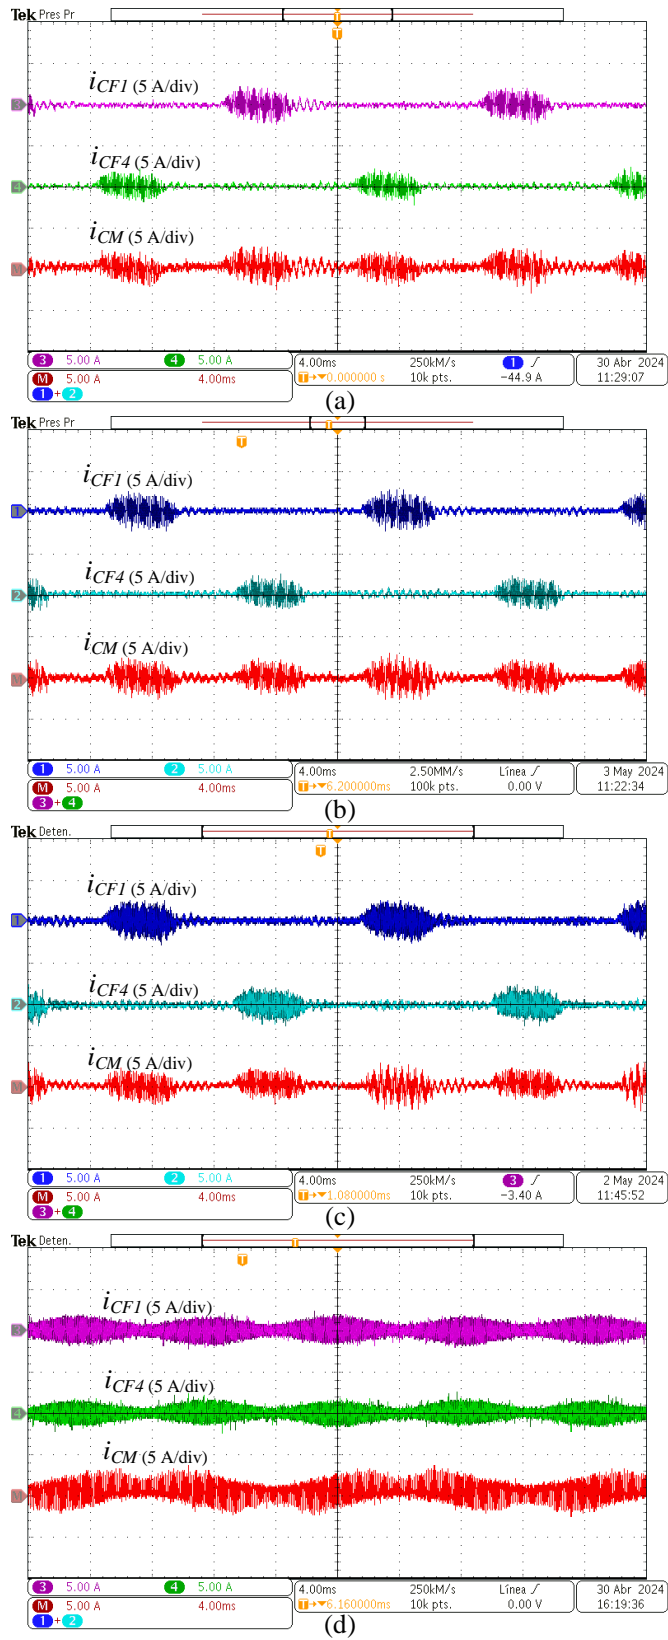 Tek Pres Pr
T
T
iCF1 (5 A/div)
3
iCF4 (5 A/div)
4
iCM (5 A/div)
M
3 5.00 A 4 5.00 A
M 5.00 A 4.00ms
1 + 2
4.00ms 250kM/s 1 ∫
T→▼0.000000 s 10k pts. −44.9 A
30 Abr 2024
11:29:07
(a)
Tek Pres Pr
T
T
iCF1 (5 A/div)
1
iCF4 (5 A/div)
2
iCM (5 A/div)
M
1 5.00 A 2 5.00 A
M 5.00 A 4.00ms
3 + 4
4.00ms 2.50MM/s Línea ∫
T→▼6.200000ms 100k pts. 0.00 V
3 May 2024
11:22:34
(b)
Tek Deten.
T
T
iCF1 (5 A/div)
1
iCF4 (5 A/div)
2
iCM (5 A/div)
M
1 5.00 A 2 5.00 A
M 5.00 A 4.00ms
3 + 4
4.00ms 250kM/s 3 ∫
T→▼1.080000ms 10k pts. −3.40 A
2 May 2024
11:45:52
(c)
Tek Deten.
T
T
iCF1 (5 A/div)
3
iCF4 (5 A/div)
4
iCM (5 A/div)
M
3 5.00 A 4 5.00 A
M 5.00 A 4.00ms
1 + 2
4.00ms 250kM/s Línea ∫
T→▼6.160000ms 10k pts. 0.00 V
30 Abr 2024
16:19:36
(d)